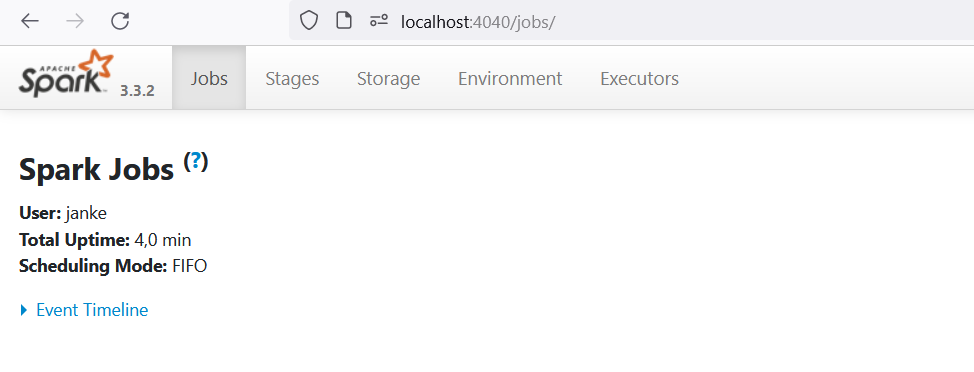 localhost:4040/jobs/
APACHE Spark™ 3.3.2 Jobs Stages Storage Environment Executors
Spark Jobs (?)
User: janke
Total Uptime: 4,0 min
Scheduling Mode: FIFO
Event Timeline